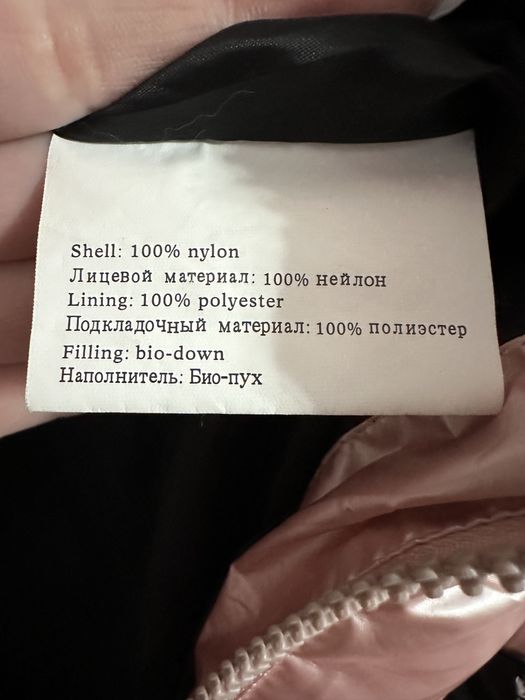 Shell: 100% nylon
Лицевой материал: 100% нейлон
Lining: 100% polyester
Подкладочный материал: 100% полиэстер
Filling: bio-down
Наполнитель: Био-пух